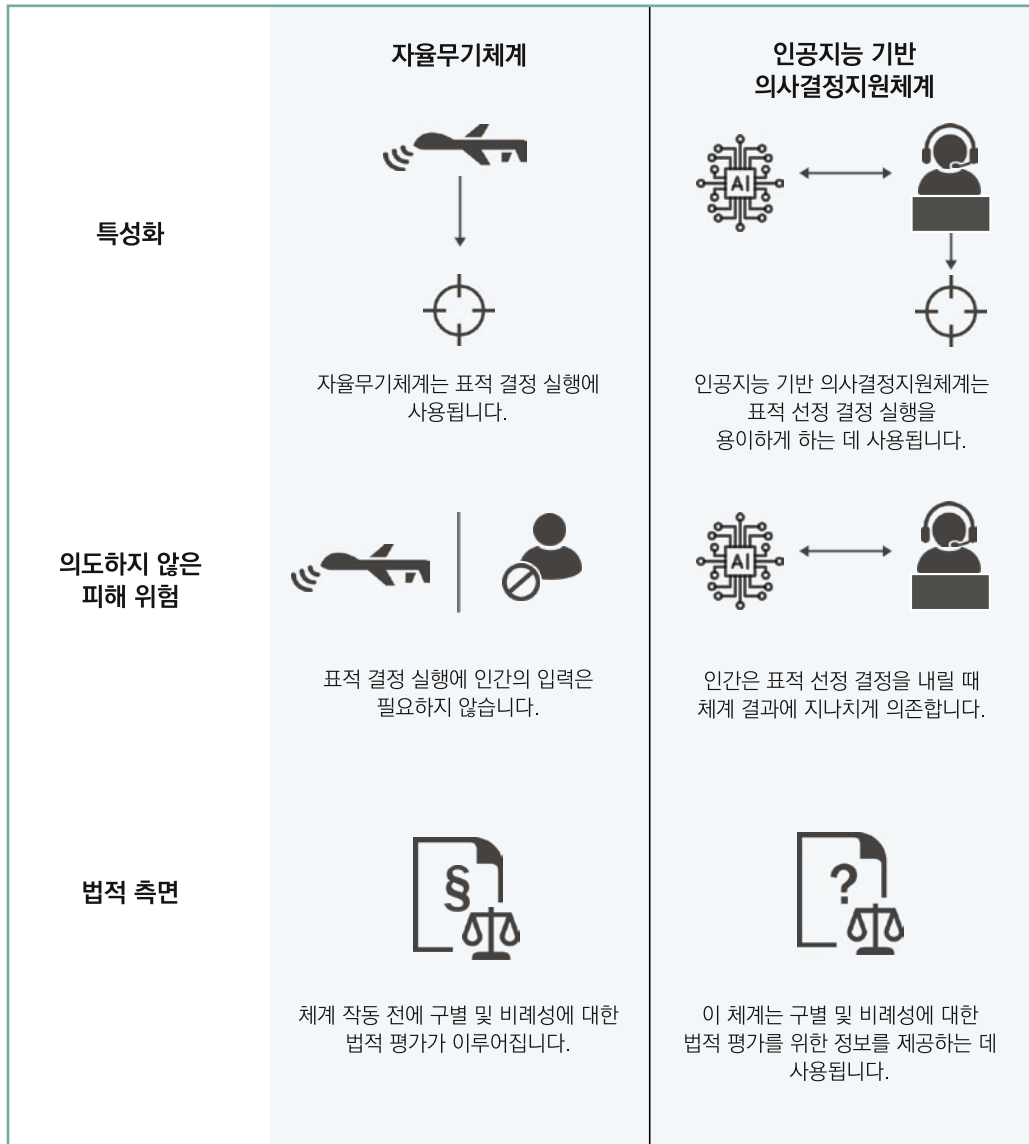 자율무기체계
인공지능 기반
의사결정지원체계
특성화
AI
자율무기체계는 표적 결정 실행에
사용됩니다.
인공지능 기반 의사결정지원체계는
표적 선정 결정 실행을
용이하게 하는 데 사용됩니다.
의도하지 않은
피해 위험
AI
표적 결정 실행에 인간의 입력은
필요하지 않습니다.
인간은 표적 선정 결정을 내릴 때
체계 결과에 지나치게 의존합니다.
법적 측면
§
?
체계 작동 전에 구별 및 비례성에 대한
법적 평가가 이루어집니다.
이 체계는 구별 및 비례성에 대한
법적 평가를 위한 정보를 제공하는 데
사용됩니다.